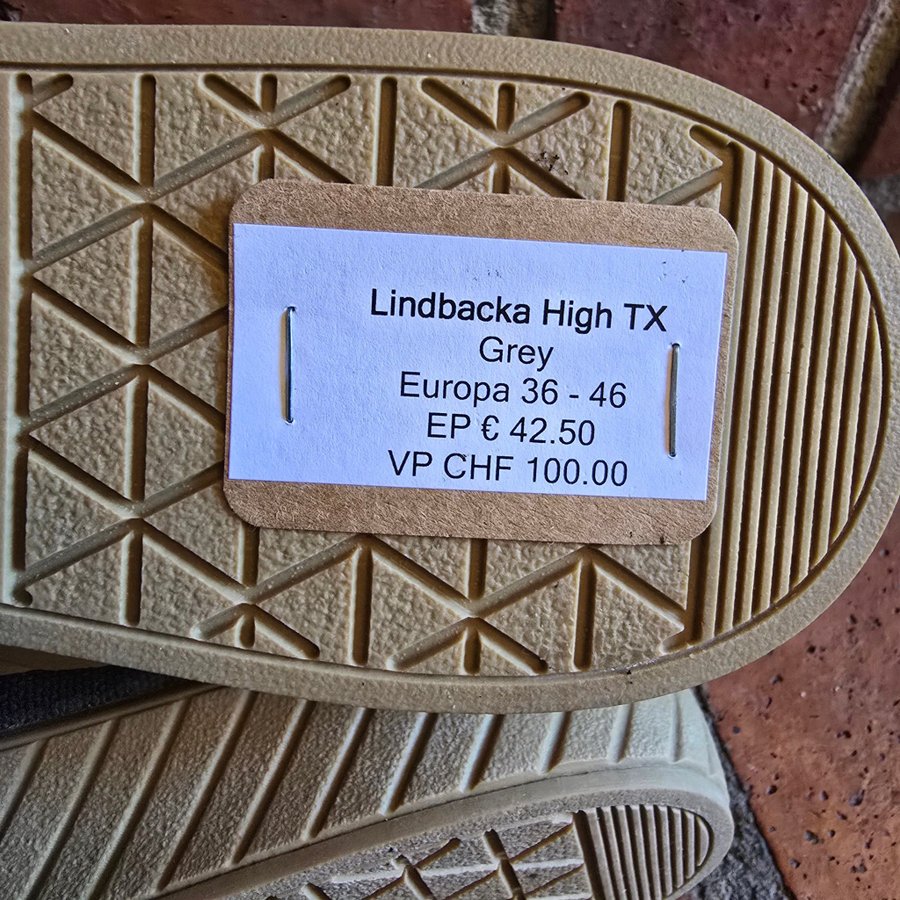 Lindbacka High TX
Grey
Europa 36 - 46
EP € 42.50
VP CHF 100.00